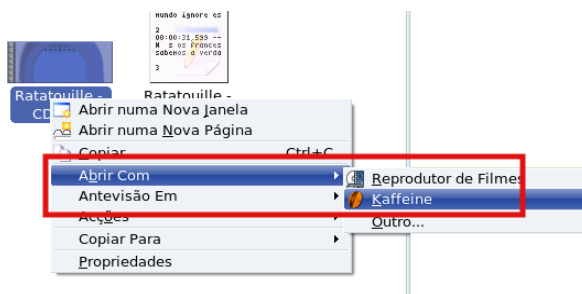 Mundo ignore es
2
00:00:31,599 --
N s os frances
sabemos a verda
3
Ratatouille -
CD
Ratatouille -
Abrir numa Nova Janela
Abrir numa Nova Página
Copiar Ctrl+C
Abrir Com
Antevisão Em
Acções
Copiar Para
Propriedades
Reprodutor de Filmes
Kaffeine
Outro...